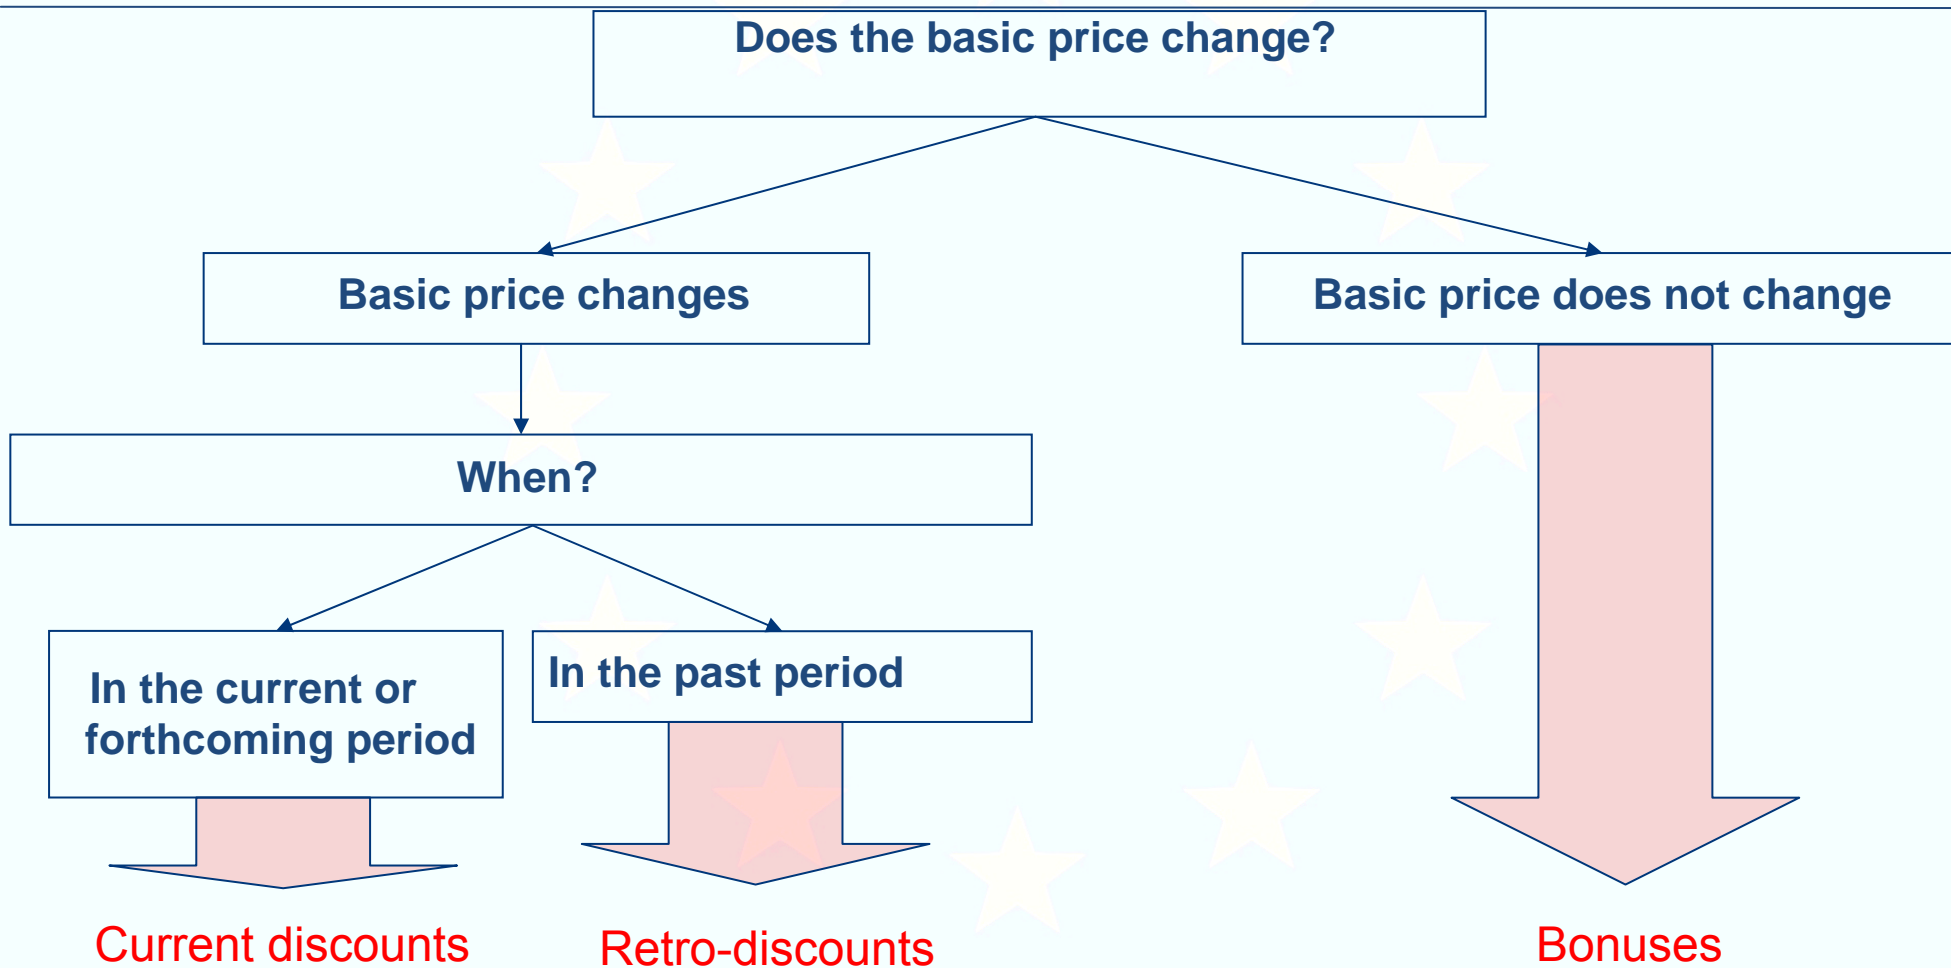 Does the basic price change?
Basic price changes
Basic price does not change
When?
In the current or
forthcoming period
In the past period
Current discounts
Retro-discounts
Bonuses